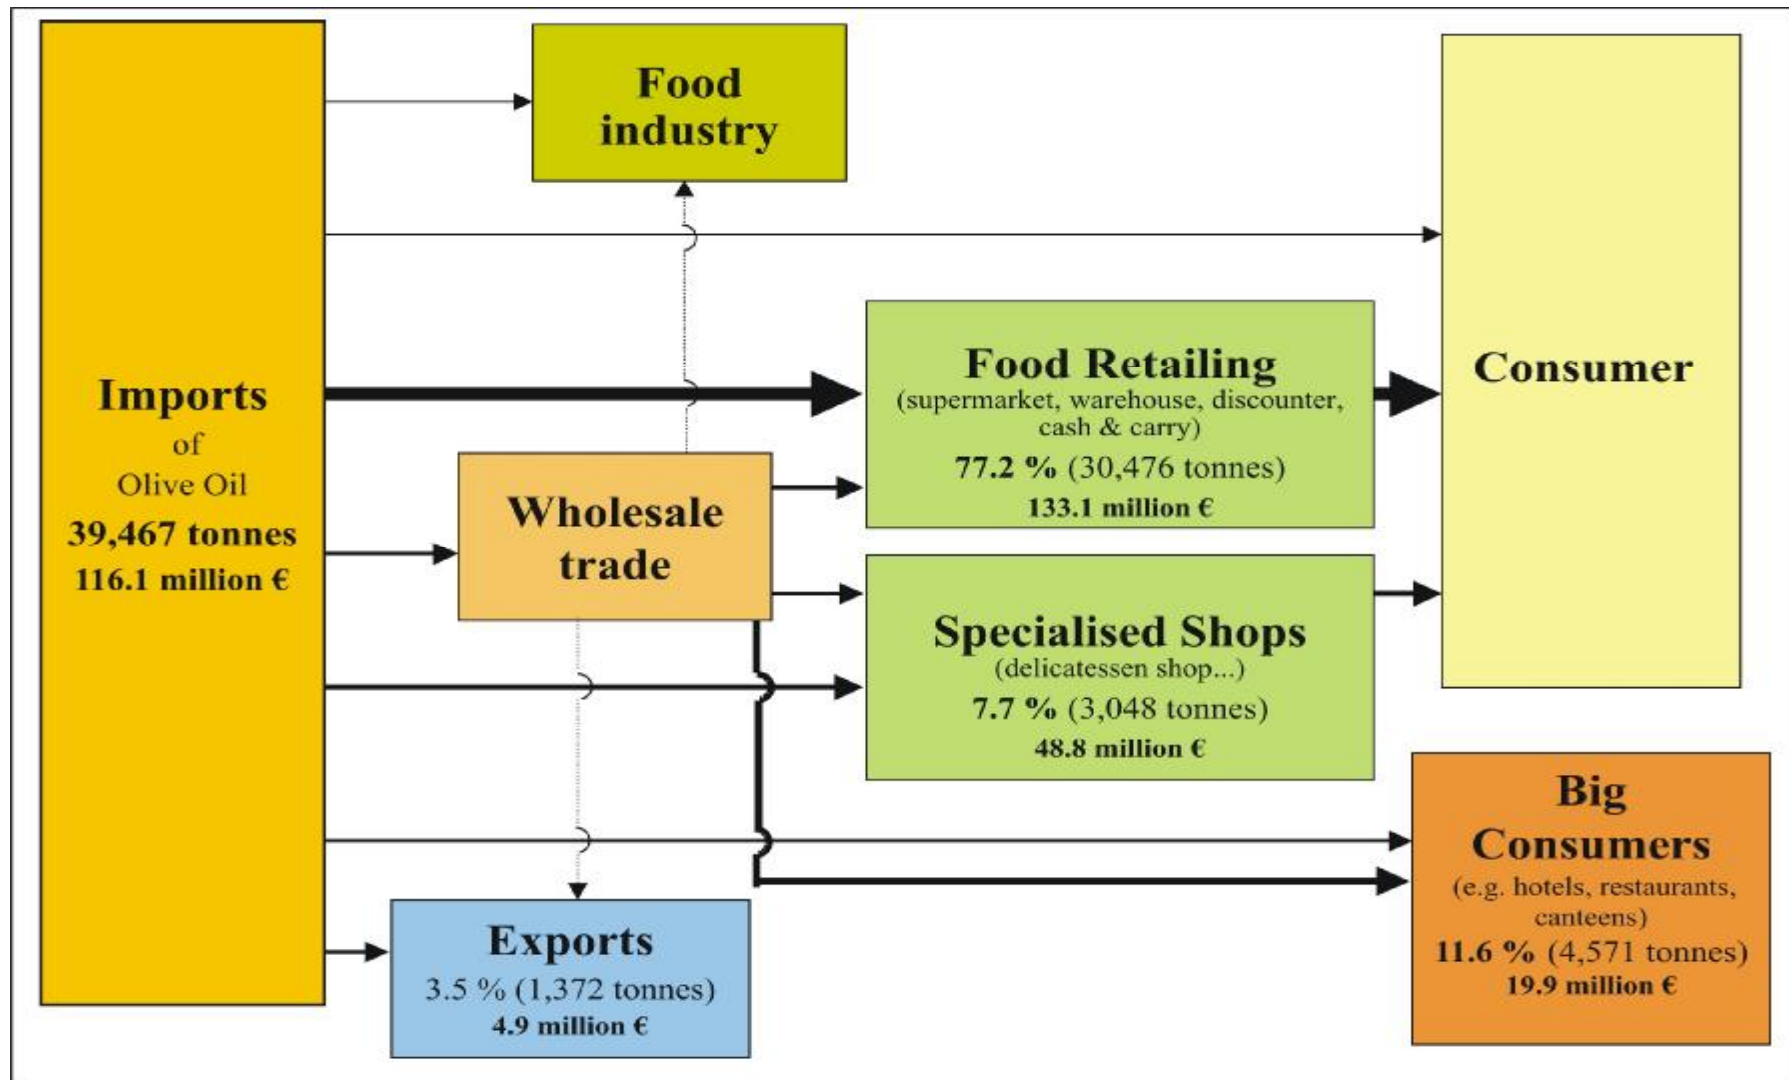 Food
industry
Imports
of
Olive Oil
39,467 tonnes
116.1 million €
Food Retailing
(supermarket, warehouse, discounter,
cash & carry)
77.2 % (30,476 tonnes)
133.1 million €
Consumer
Wholesale
trade
Specialised Shops
(delicatessen shop...)
7.7 % (3,048 tonnes)
48.8 million €
Big
Consumers
(e.g. hotels, restaurants,
canteens)
11.6 % (4,571 tonnes)
19.9 million €
Exports
3.5 % (1,372 tonnes)
4.9 million €